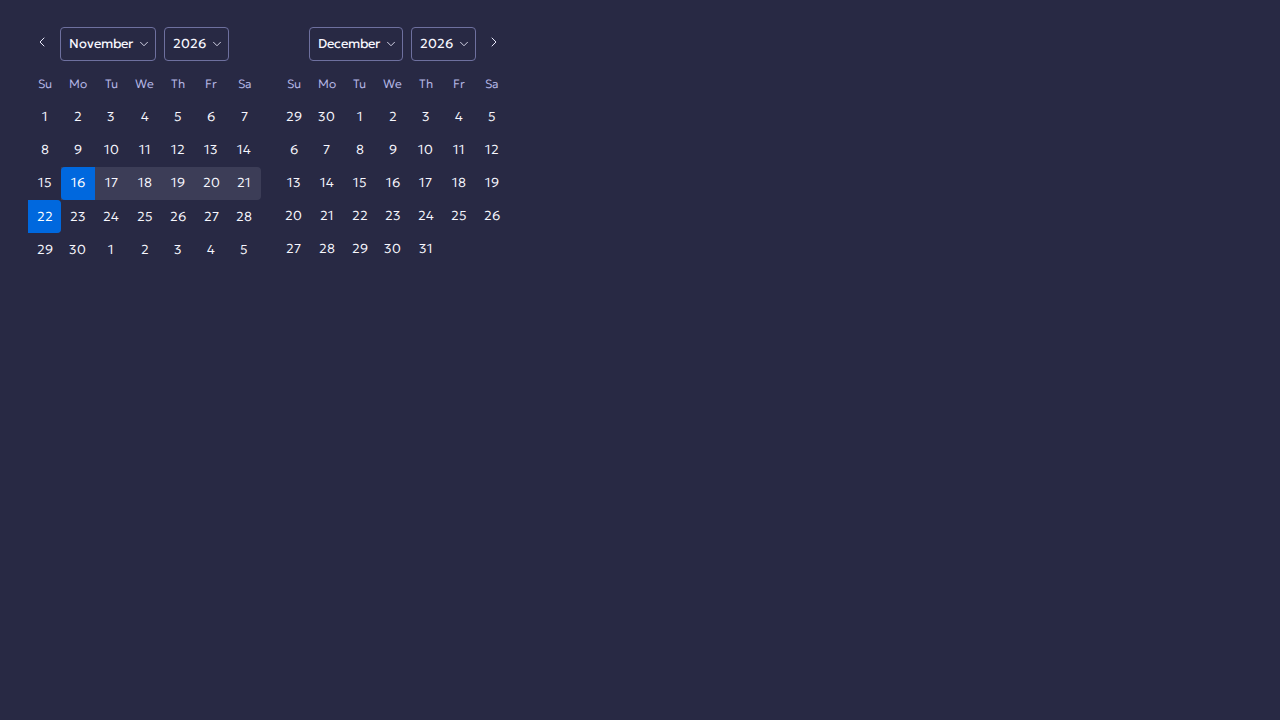 November 2026
Su Mo Tu We Th Fr Sa
1 2 3 4 5 6 7
8 9 10 11 12 13 14
15 16 17 18 19 20 21
22 23 24 25 26 27 28
29 30 1 2 3 4 5
December 2026
Su Mo Tu We Th Fr Sa
29 30 1 2 3 4 5
6 7 8 9 10 11 12
13 14 15 16 17 18 19
20 21 22 23 24 25 26
27 28 29 30 31